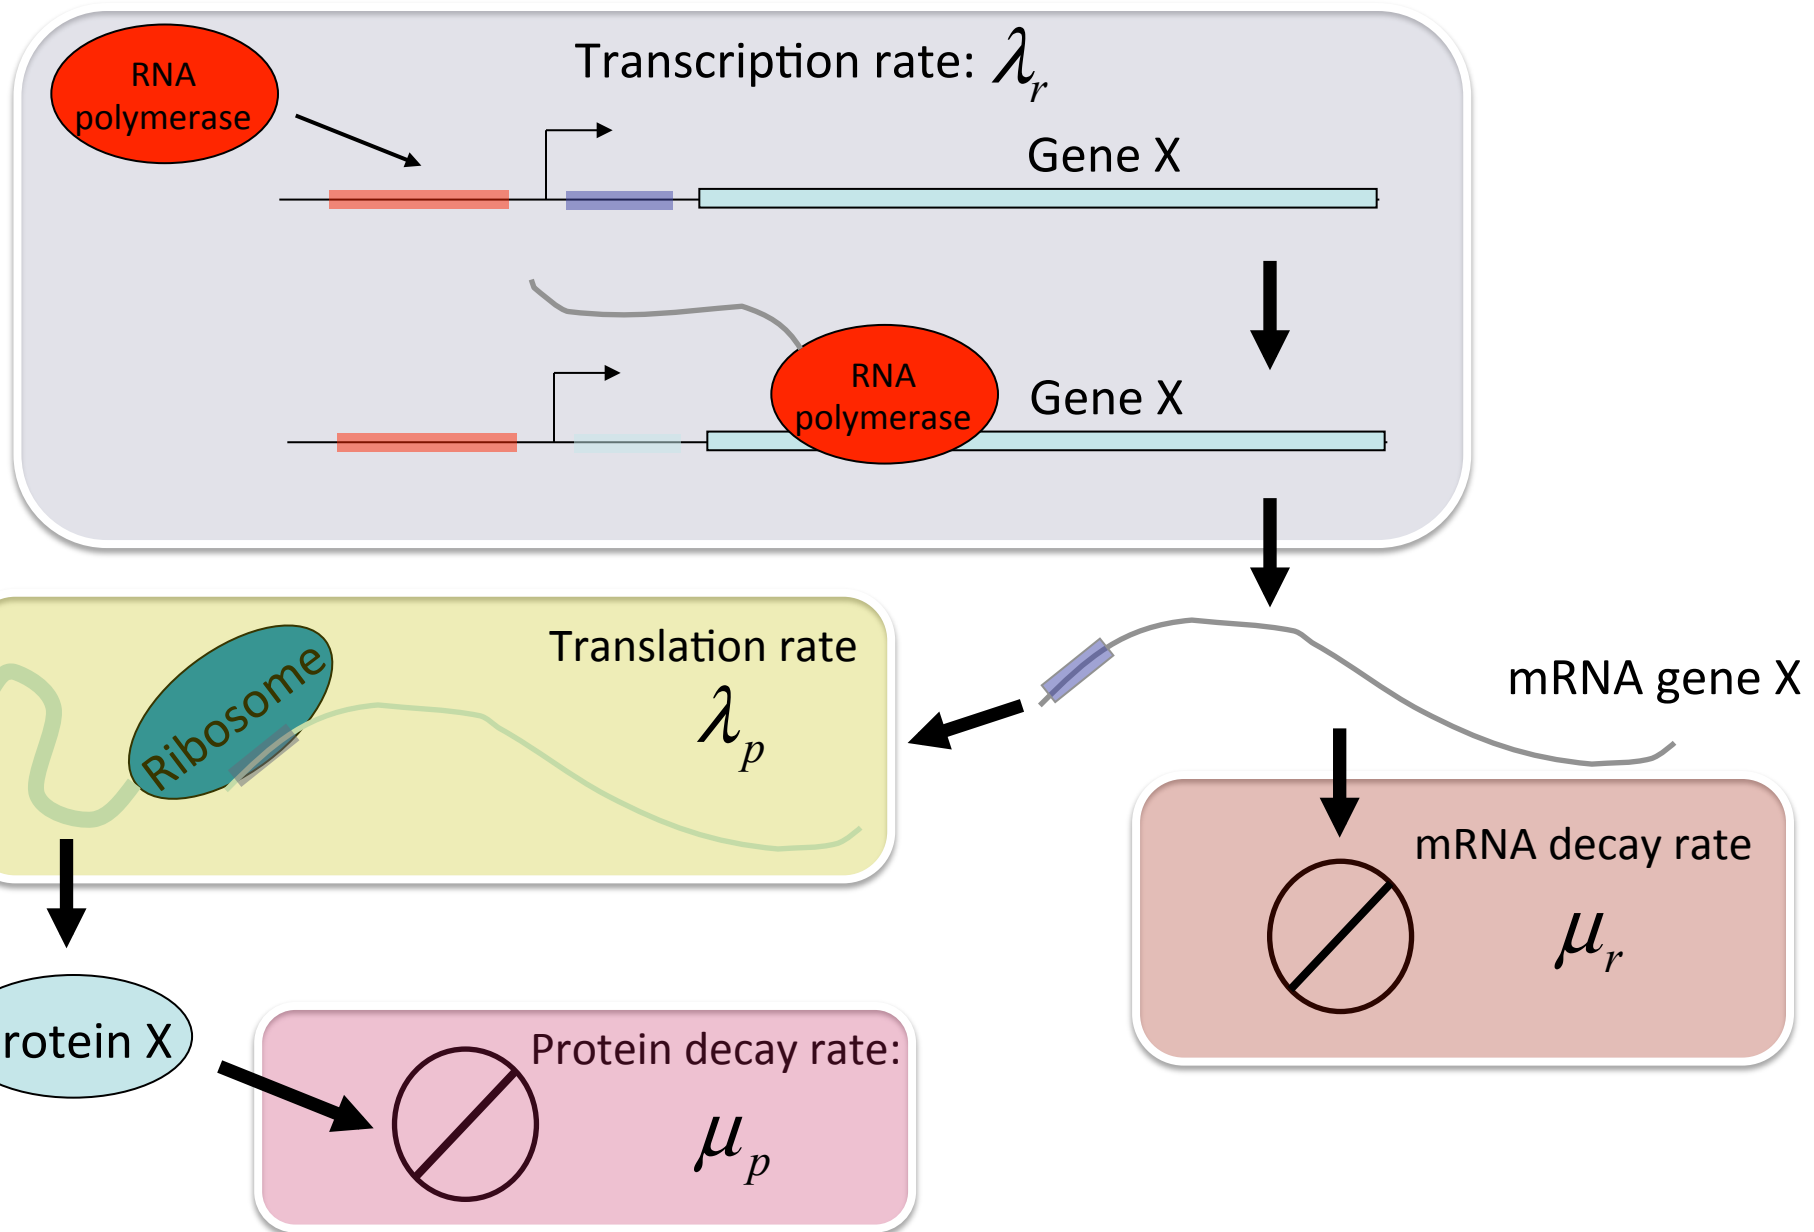 RNA
polymerase
Transcription rate: λr
Gene X
RNA
polymerase
Gene X
Translation rate
λp
Ribosome
mRNA gene X
mRNA decay rate
μr
rotein X
Protein decay rate:
μp